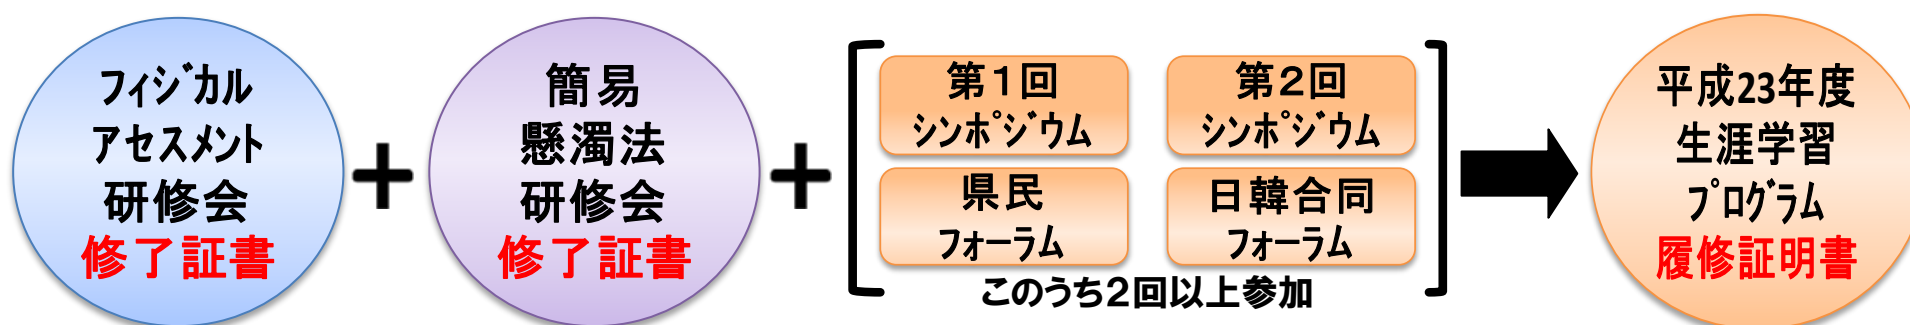 フィジカル
アセスメント
研修会
修了証書
+
簡易
懸濁法
研修会
修了証書
+
第1回
シンポジウム
第2回
シンポジウム
県民
フォーラム
日韓合同
フォーラム
このうち2回以上参加
平成23年度
生涯学習
プログラム
履修証明書